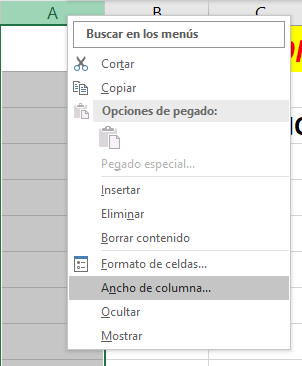 A B C
Buscar en los menús
Cortar
Copiar
Opciones de pegado:
Pegado especial...
Insertar
Eliminar
Borrar contenido
Formato de celdas...
Ancho de columna...
Ocultar
Mostrar